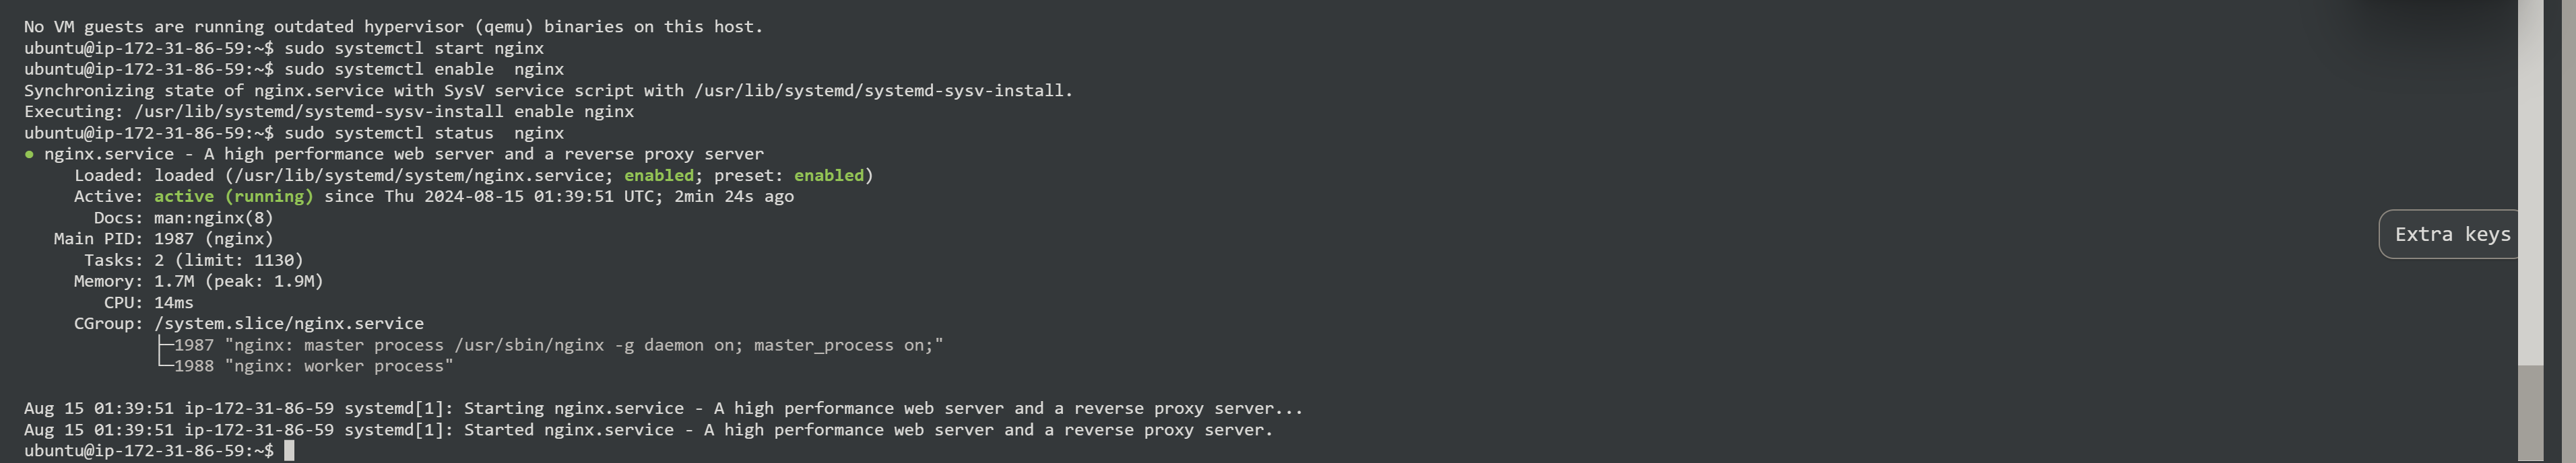 No VM guests are running outdated hypervisor (qemu) binaries on this host.
ubuntu@ip-172-31-86-59:~$ sudo systemctl start nginx
ubuntu@ip-172-31-86-59:~$ sudo systemctl enable  nginx
Synchronizing state of nginx.service with SysV service script with /usr/lib/systemd/systemd-sysv-install.
Executing: /usr/lib/systemd/systemd-sysv-install enable nginx
ubuntu@ip-172-31-86-59:~$ sudo systemctl status  nginx
● nginx.service - A high performance web server and a reverse proxy server
     Loaded: loaded (/usr/lib/systemd/system/nginx.service; enabled; preset: enabled)
     Active: active (running) since Thu 2024-08-15 01:39:51 UTC; 2min 24s ago
       Docs: man:nginx(8)
   Main PID: 1987 (nginx)
      Tasks: 2 (limit: 1130)
     Memory: 1.7M (peak: 1.9M)
        CPU: 14ms
     CGroup: /system.slice/nginx.service
             ├─1987 "nginx: master process /usr/sbin/nginx -g daemon on; master_process on;"
             └─1988 "nginx: worker process"
Aug 15 01:39:51 ip-172-31-86-59 systemd[1]: Starting nginx.service - A high performance web server and a reverse proxy server...
Aug 15 01:39:51 ip-172-31-86-59 systemd[1]: Started nginx.service - A high performance web server and a reverse proxy server.
ubuntu@ip-172-31-86-59:~$
Extra keys